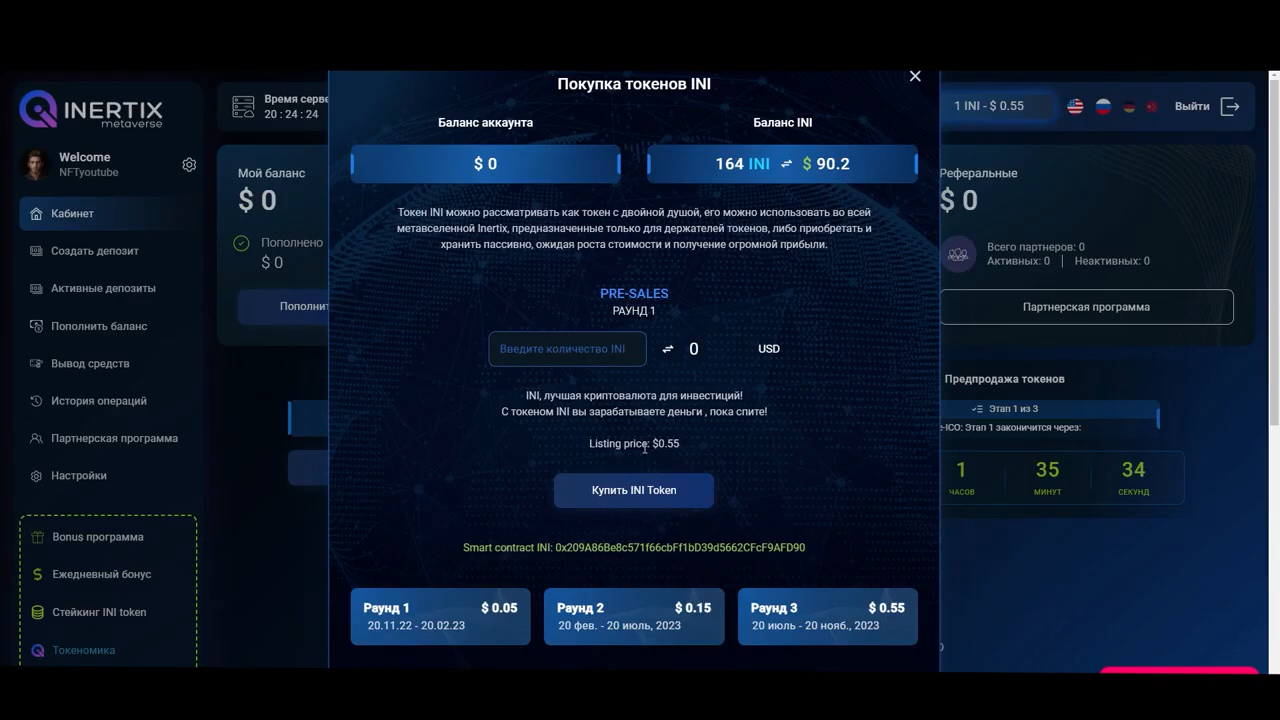 INERTIX
metaverse
Welcome
NFTyoutube
Кабинет
Создать депозит
Активные депозиты
Пополнить баланс
Вывод средств
История операций
Партнерская программа
Настройки
Bonus программа
Ежедневный бонус
Стейкинг INI token
Токеномика
Время серве
20 : 24 : 24
Мой баланс
$ 0
Пополнено
$ 0
Пополнит
Покупка токенов INI
Баланс аккаунта
Баланс INI
$ 0
164 INI $ 90.2
Токен INI можно рассматривать как токен с двойной душой, его можно использовать во всей
метавселенной Inertix, предназначенные только для держателей токенов, либо приобретать и
хранить пассивно, ожидая роста стоимости и получение огромной прибыли.
PRE-SALES
РАУНД 1
Введите количество INI 0 USD
INI, лучшая криптовалюта для инвестиций!
С токеном INI вы зарабатываете деньги , пока спите!
Listing price: $0.55
Купить INI Token
Smart contract INI: 0x209A86Be8c571f66cbFf1bD39d5662CFcF9AFD90
Раунд 1 $ 0.05
20.11.22 - 20.02.23
Раунд 2 $ 0.15
20 фев. - 20 июль, 2023
Раунд 3 $ 0.55
20 июль - 20 нояб., 2023
1 INI - $ 0.55
Выйти
Реферальные
$ 0
Всего партнеров: 0
Активных: 0 | Неактивных: 0
Партнерская программа
Предпродажа токенов
Этап 1 из 3
e-ICO: Этап 1 закончится через:
1 35 34
ЧАСОВ МИНУТ СЕКУНД